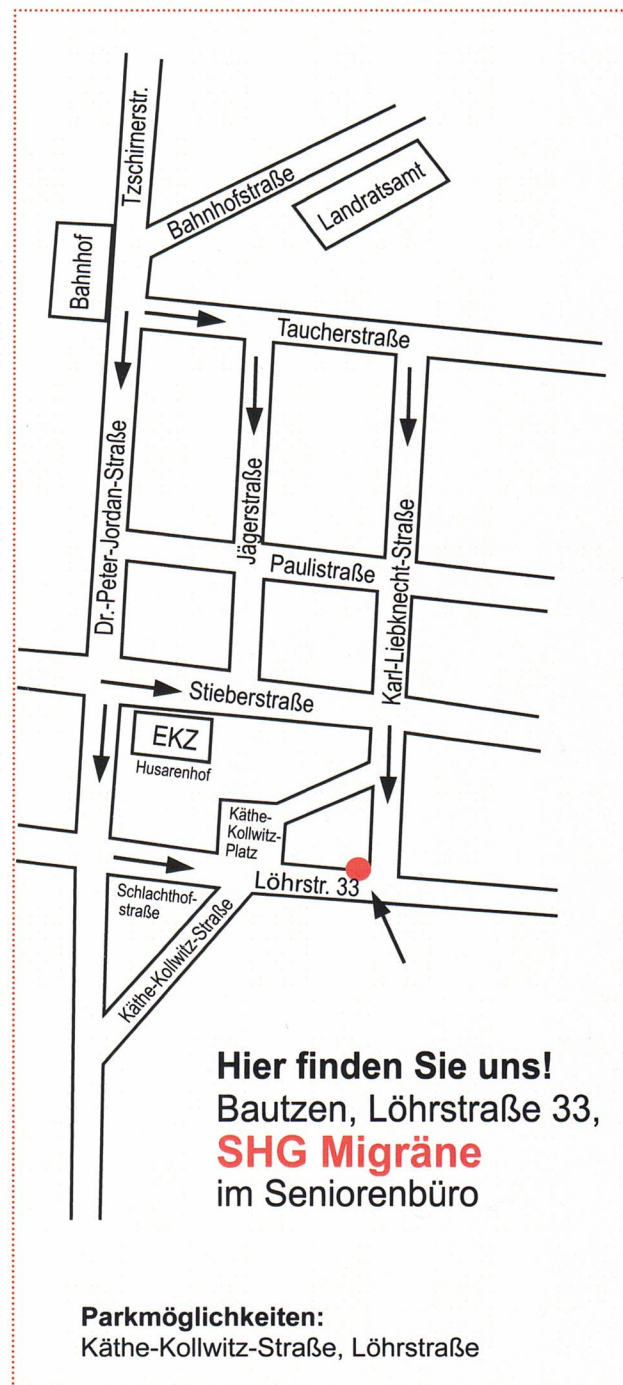 Tzschirnerstr.
Bahnhofstraße
Landratsamt
Bahnhof
Taucherstraße
Dr.-Peter-Jordan-Straße
Jägerstraße
Karl-Liebknecht-Straße
Paulistraße
Stieberstraße
EKZ
Husarenhof
Käthe-
Kollwitz-
Platz
Löhrstr. 33
Schlachthof-
straße
Käthe-Kollwitz-Straße
Hier finden Sie uns!
Bautzen, Löhrstraße 33,
SHG Migräne
im Seniorenbüro
Parkmöglichkeiten:
Käthe-Kollwitz-Straße, Löhrstraße